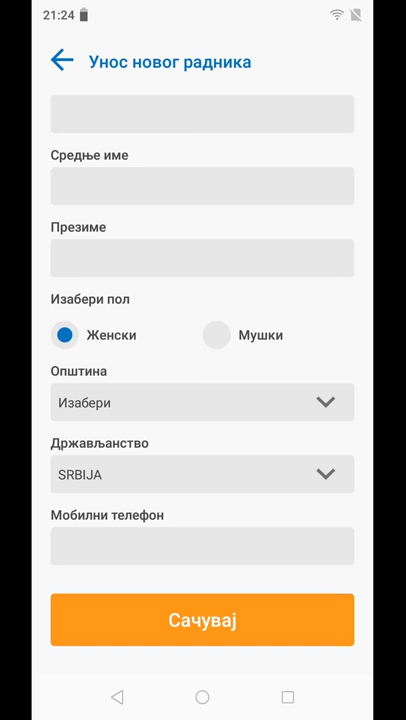 21:24
Унос новог радника
Средње име
Презиме
Изабери пол
Женски
Мушки
Општина
Изабери
Држављанство
SRBIJA
Мобилни телефон
Сачувај